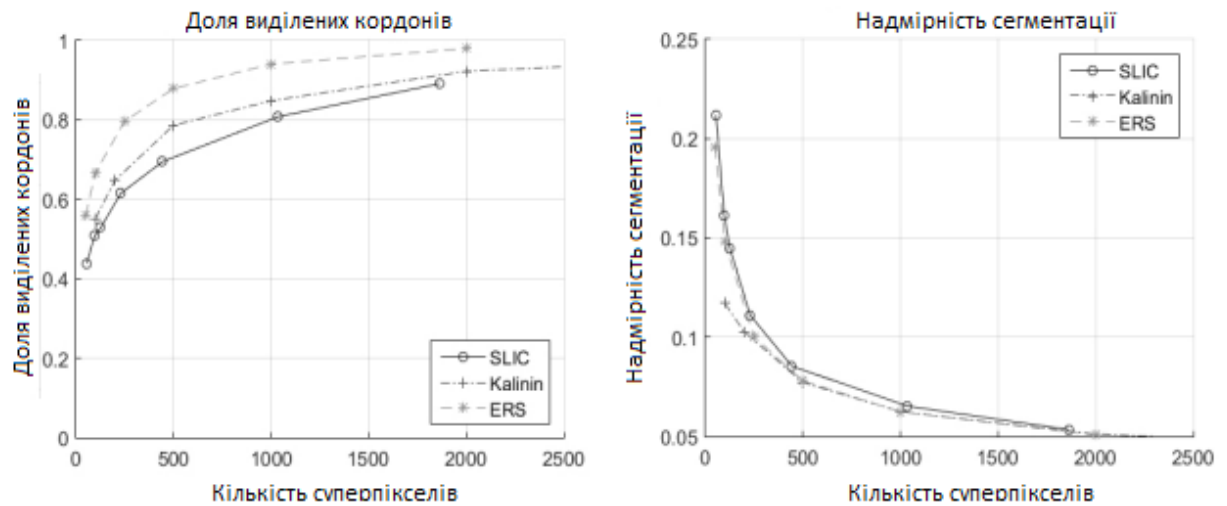 Доля виділених кордонів
Доля виділених кордонів
1
0.8
0.6
0.4
0.2
0
0
500
1000
1500
2000
2500
SLIC
Kalinin
ERS
Кількість суперпікселів
Надмірність сегментації
Надмірність сегментації
0.25
0.2
0.15
0.1
0.05
0
500
1000
1500
2000
2500
SLIC
Kalinin
ERS
Кількість суперпікселів